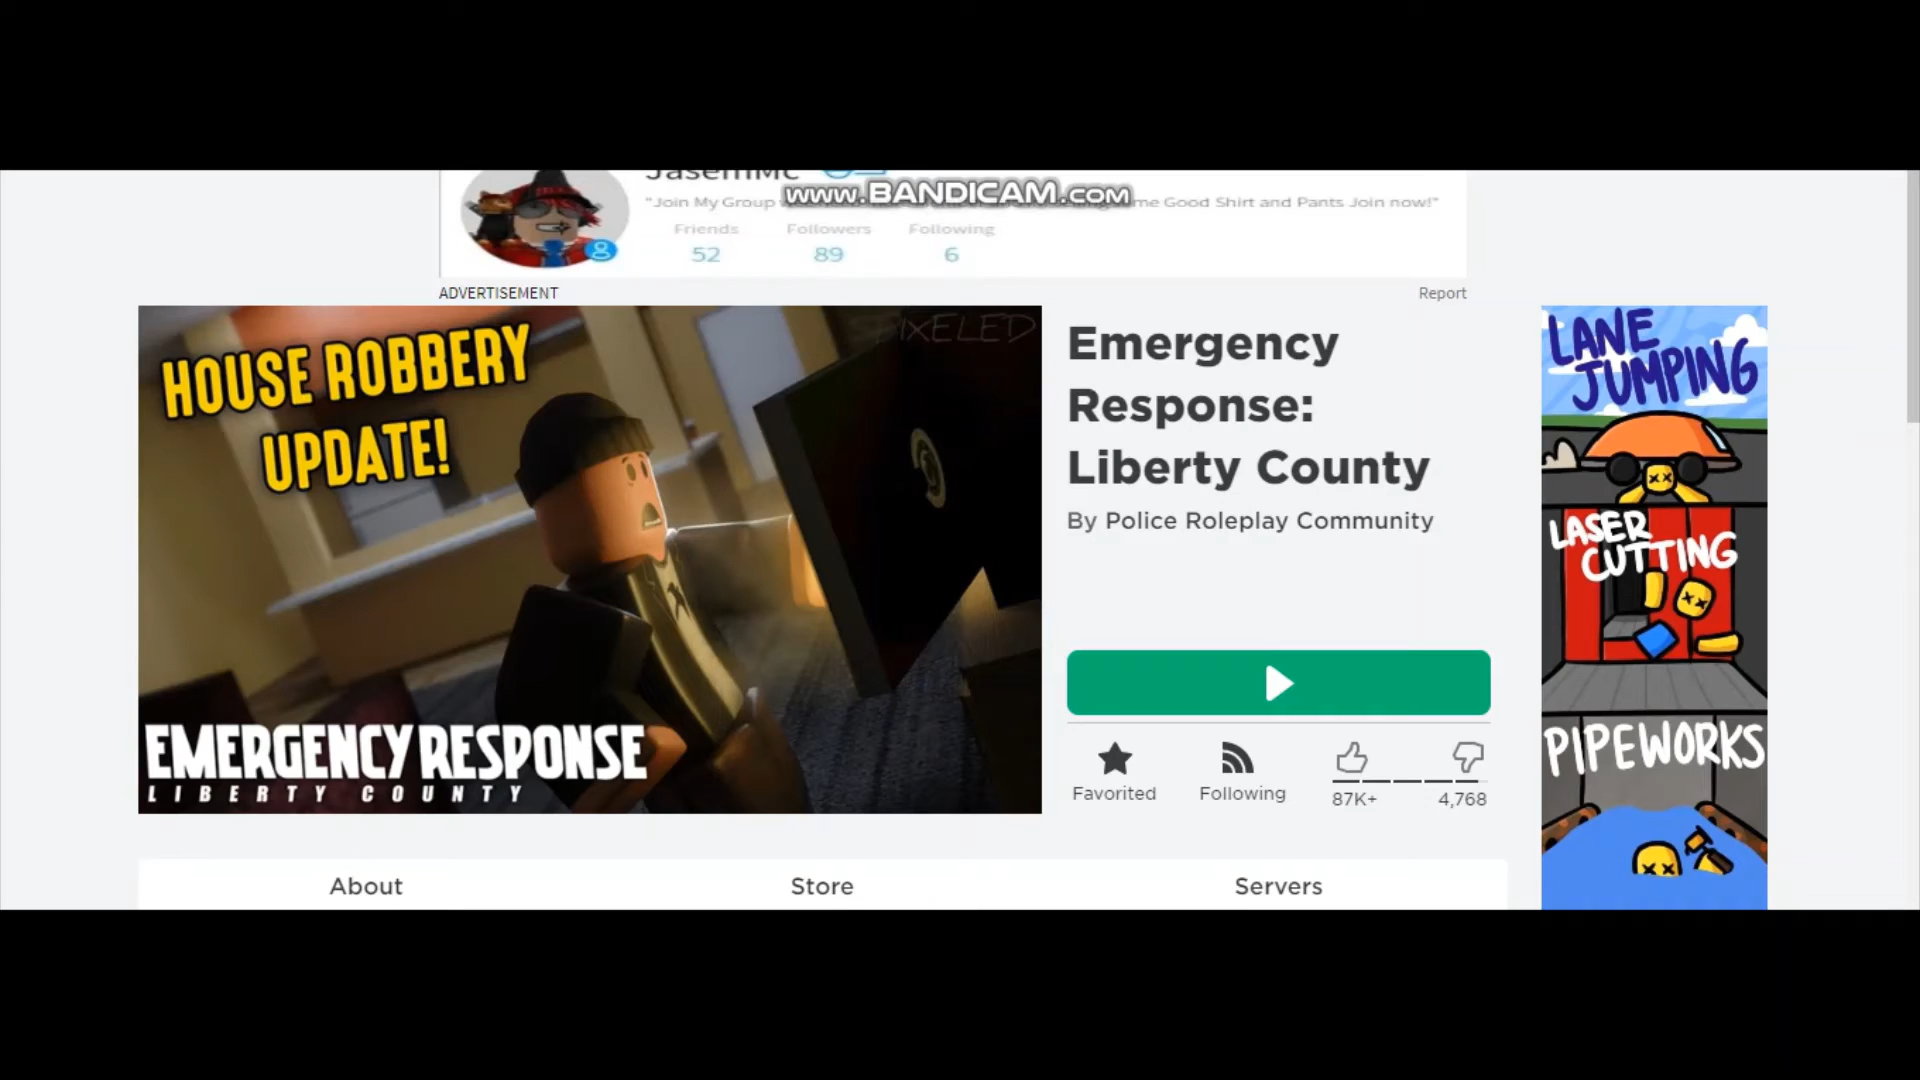 JasemMc
www.BANDICAM.com
"Join My Group me Good Shirt and Pants Join now!"
Friends Followers Following
52 89 6
ADVERTISEMENT Report
HOUSE ROBBERY
UPDATE!
PIXELED
EMERGENCY RESPONSE
LIBERTY COUNTY
Emergency
Response:
Liberty County
By Police Roleplay Community
Favorited Following 87K+ 4,768
About Store Servers
LANE
JUMPING
LASER
CUTTING
PIPEWORKS